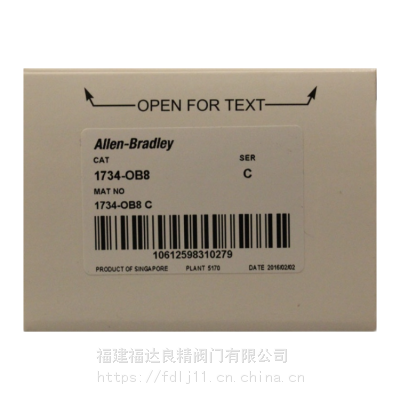 OPEN FOR TEXT
Allen-Bradley
CAT SER
1734-OB8 C
MAT NO
1734-OB8 C
10612598310279
PRODUCT OF SINGAPORE PLANT 5170 DATE 2016/02/02
福建福达良精阀门有限公司
https://fdlj11.cn.china.cn